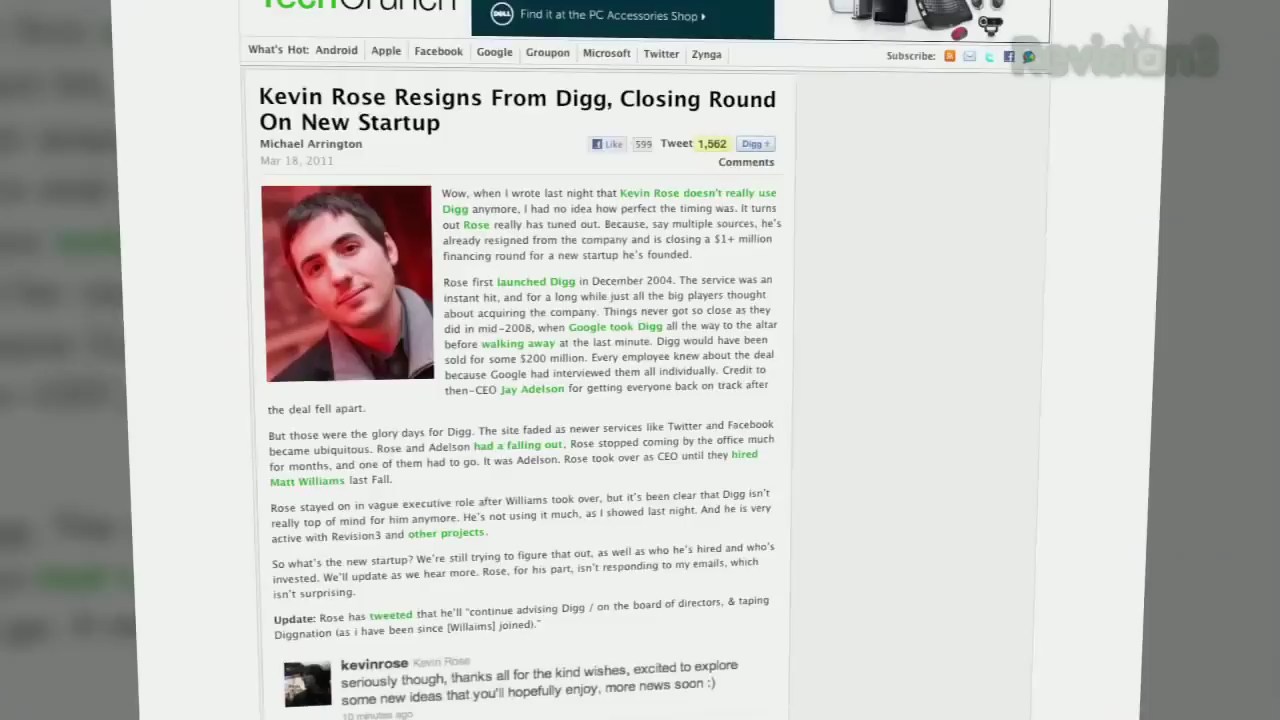 TechCrunch
DELL Find it at the PC Accessories Shop
Revision3
What's Hot: Android Apple Facebook Google Groupon Microsoft Twitter Zynga
Subscribe:
Kevin Rose Resigns From Digg, Closing Round
On New Startup
Michael Arrington
Like 599 Tweet 1,562 Digg +
Mar 18, 2011
Comments
Wow, when I wrote last night that Kevin Rose doesn't really use
Digg anymore, I had no idea how perfect the timing was. It turns
out Rose really has tuned out. Because, say multiple sources, he's
already resigned from the company and is closing a $1+ million
financing round for a new startup he's founded.
Rose first launched Digg in December 2004. The service was an
instant hit, and for a long while just all the big players thought
about acquiring the company. Things never got so close as they
did in mid-2008, when Google took Digg all the way to the altar
before walking away at the last minute. Digg would have been
sold for some $200 million. Every employee knew about the deal
because Google had interviewed them all individually. Credit to
then-CEO Jay Adelson for getting everyone back on track after
the deal fell apart.
But those were the glory days for Digg. The site faded as newer services like Twitter and Facebook
became ubiquitous. Rose and Adelson had a falling out, Rose stopped coming by the office much
for months, and one of them had to go. It was Adelson. Rose took over as CEO until they hired
Matt Williams last Fall.
Rose stayed on in vague executive role after Williams took over, but it's been clear that Digg isn't
really top of mind for him anymore. He's not using it much, as I showed last night. And he is very
active with Revision3 and other projects.
So what's the new startup? We're still trying to figure that out, as well as who he's hired and who's
invested. We'll update as we hear more. Rose, for his part, isn't responding to my emails, which
isn't surprising.
Update: Rose has tweeted that he'll "continue advising Digg / on the board of directors, & taping
Diggnation (as i have been since [Willaims] joined)."
kevinrose Kevin Rose
seriously though, thanks all for the kind wishes, excited to explore
some new ideas that you'll hopefully enjoy, more news soon :)
10 minutes ago